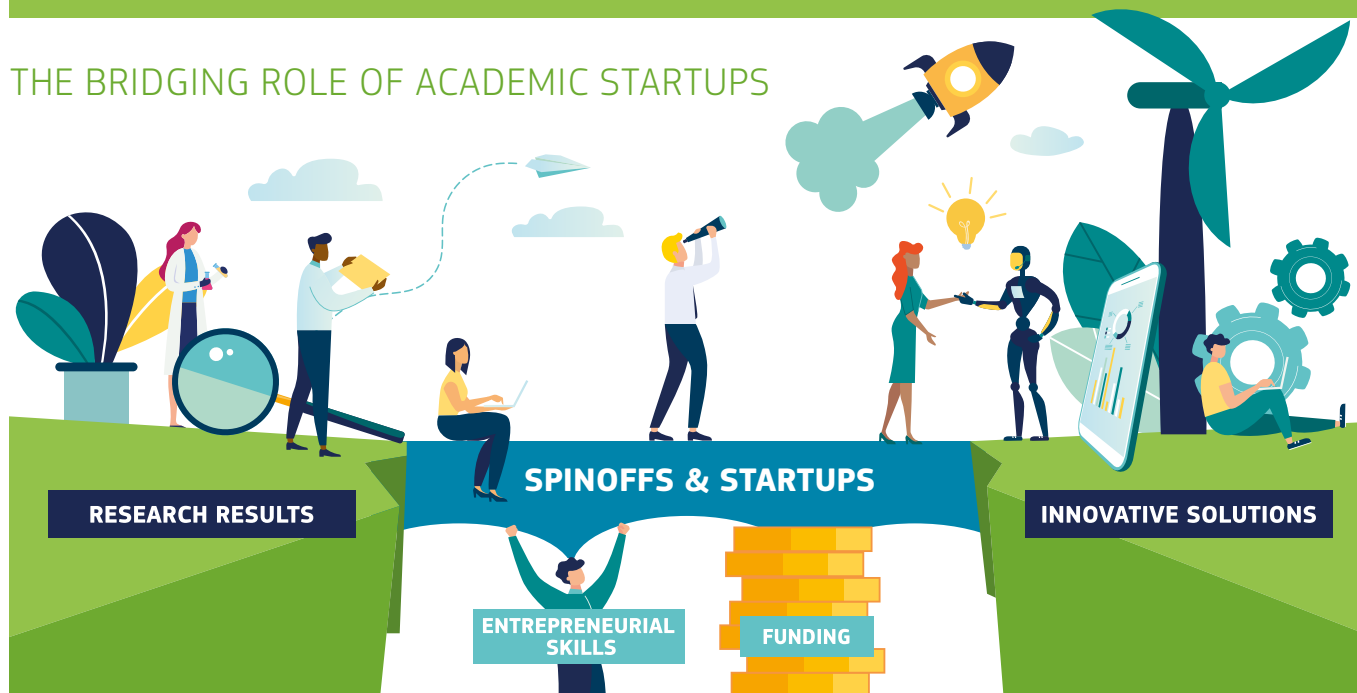 THE BRIDGING ROLE OF ACADEMIC STARTUPS
SPINOFFS & STARTUPS
RESEARCH RESULTS
INNOVATIVE SOLUTIONS
ENTREPRENEURIAL
SKILLS
FUNDING